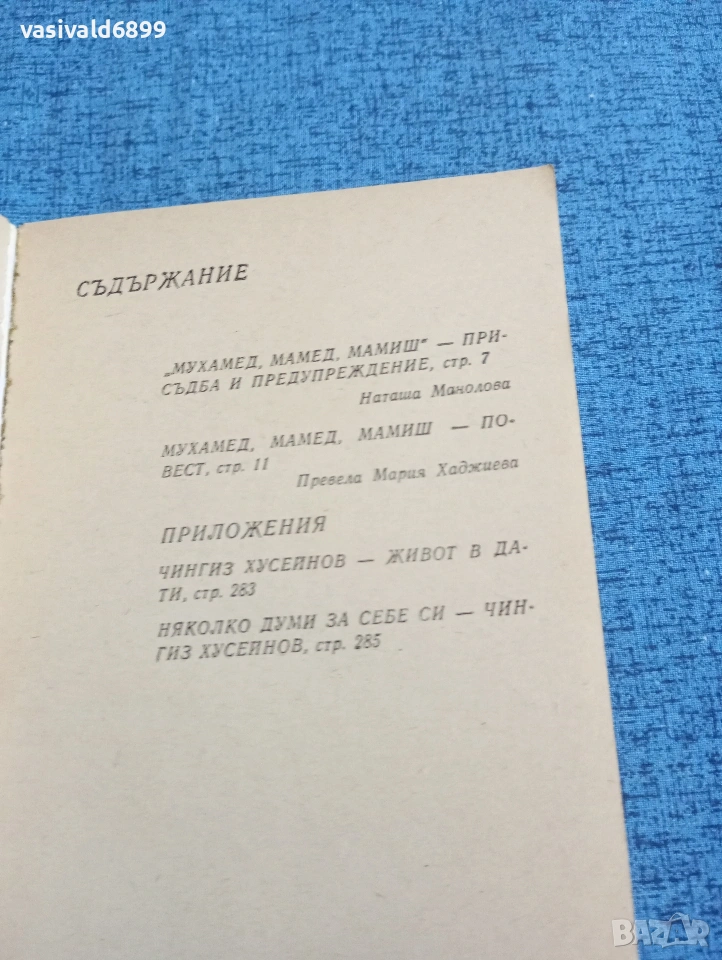 vasivald6899
СЪДЪРЖАНИЕ
„МУХАМЕД, МАМЕД, МАМИШ“ — ПРИ-
СЪДБА И ПРЕДУПРЕЖДЕНИЕ, стр. 7
Наташа Манолова
МУХАМЕД, МАМЕД, МАМИШ — ПО-
ВЕСТ, стр. 11
Превела Мария Хаджиева
ПРИЛОЖЕНИЯ
ЧИНГИЗ ХУСЕЙНОВ — ЖИВОТ В ДА-
ТИ, стр. 283
НЯКОЛКО ДУМИ ЗА СЕБЕ СИ — ЧИН-
ГИЗ ХУСЕЙНОВ, стр. 285
BAZAR